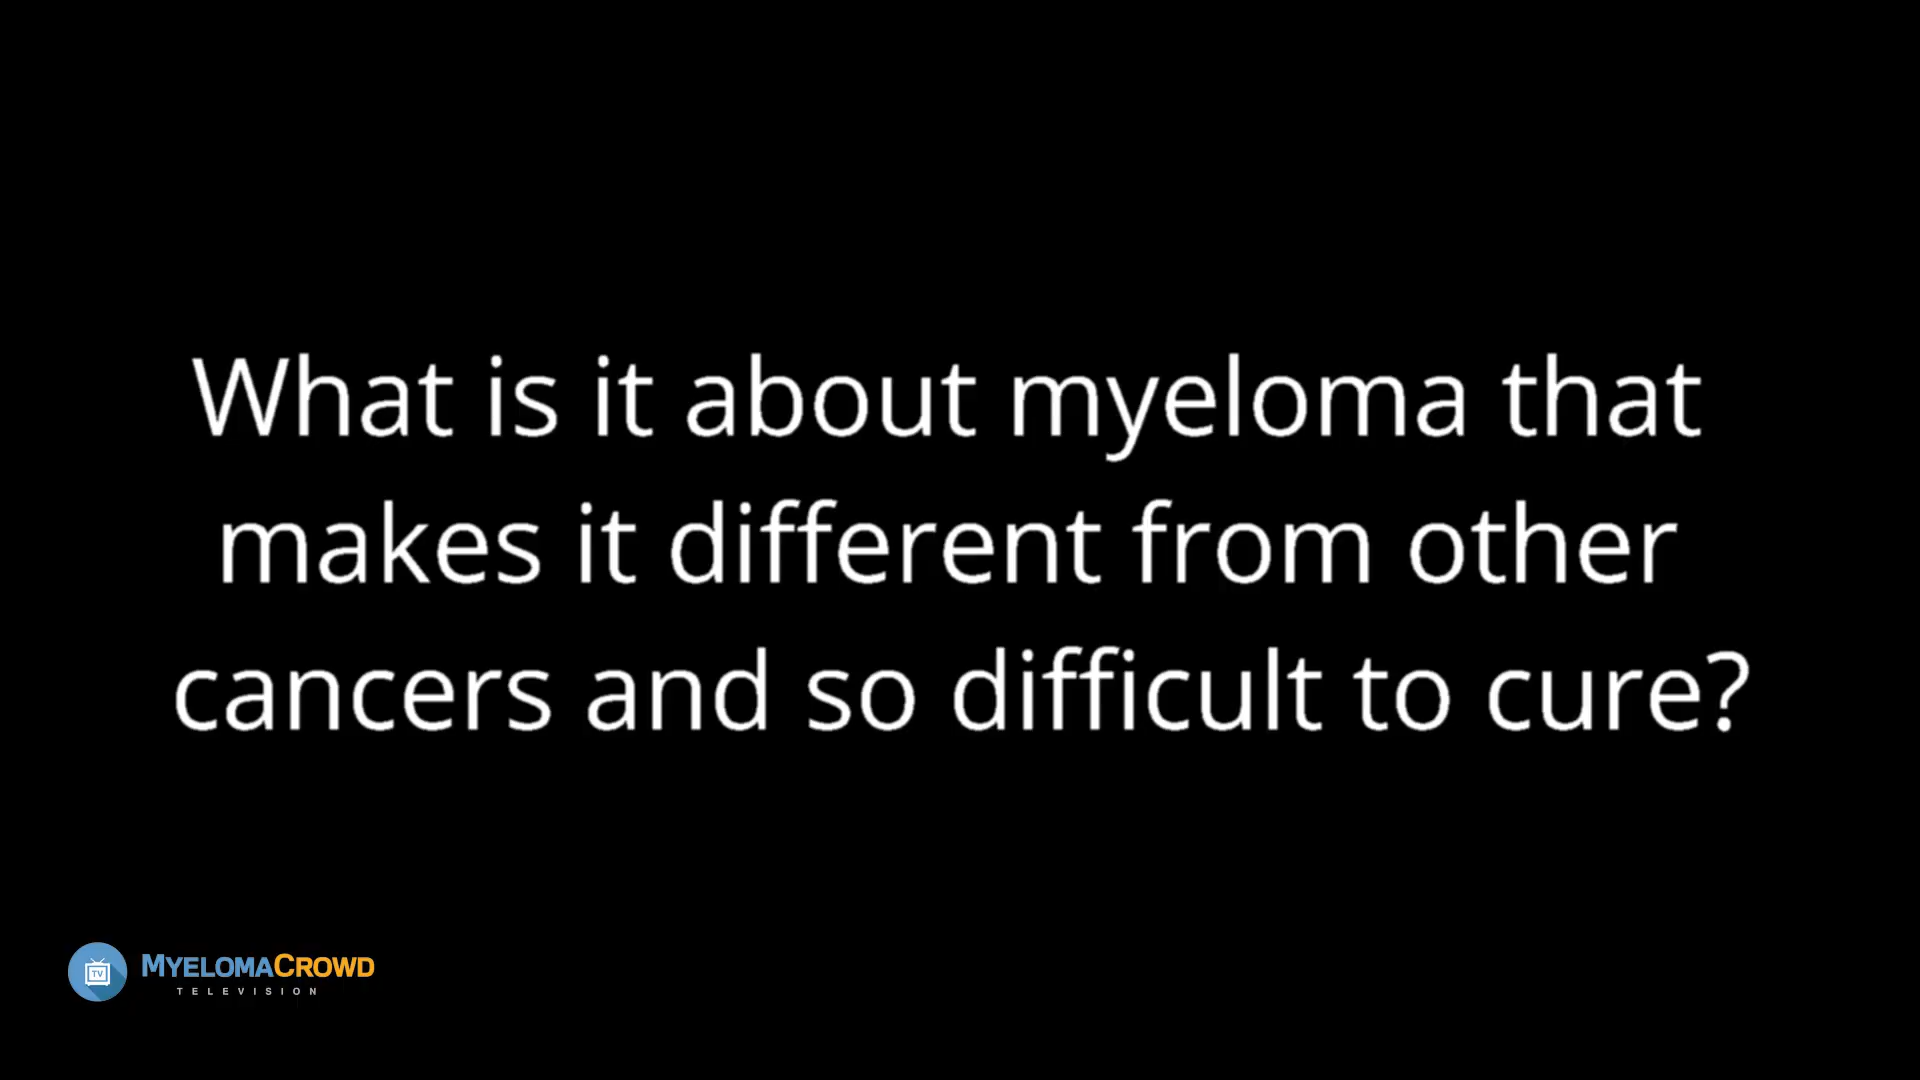 What is it about myeloma that
makes it different from other
cancers and so difficult to cure?
TV
MYELOMACROWD
TELEVISION